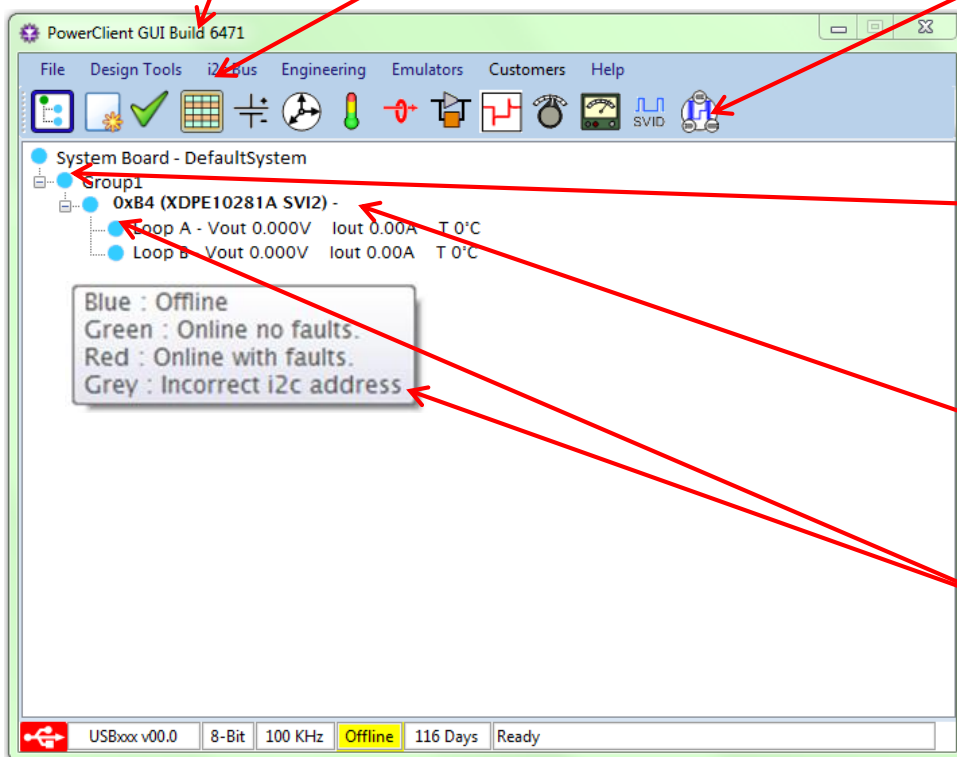 PowerClient GUI Build 6471
File Design Tools i2c Bus Engineering Emulators Customers Help
SVID
System Board - DefaultSystem
Group1
0xB4 (XDPE10281A SVI2) -
Loop A - Vout 0.000V Iout 0.00A T 0'C
Loop B - Vout 0.000V Iout 0.00A T 0'C
Blue : Offline
Green : Online no faults.
Red : Online with faults.
Grey : Incorrect i2c address
USBxxx v00.0 8-Bit 100 KHz Offline 116 Days Ready